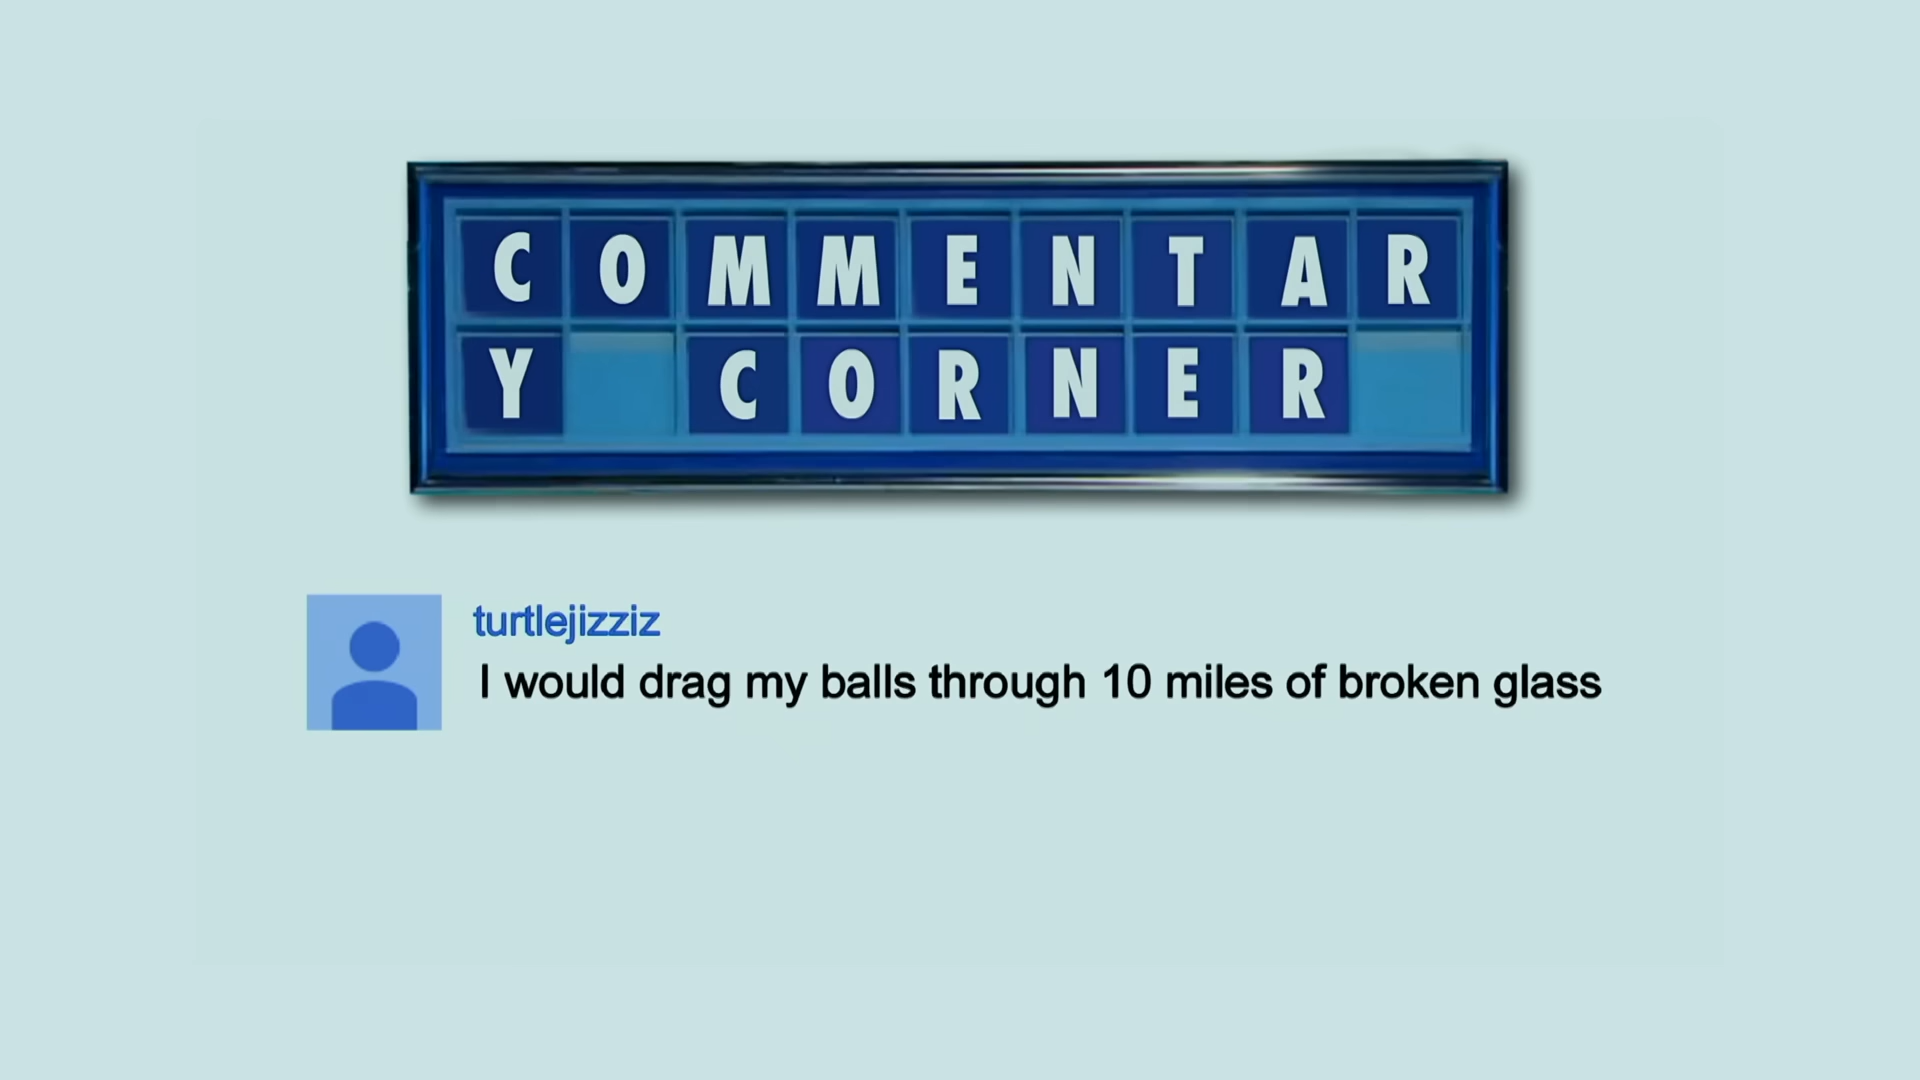 COMMENTAR
Y CORNER
turtlejizziz
I would drag my balls through 10 miles of broken glass